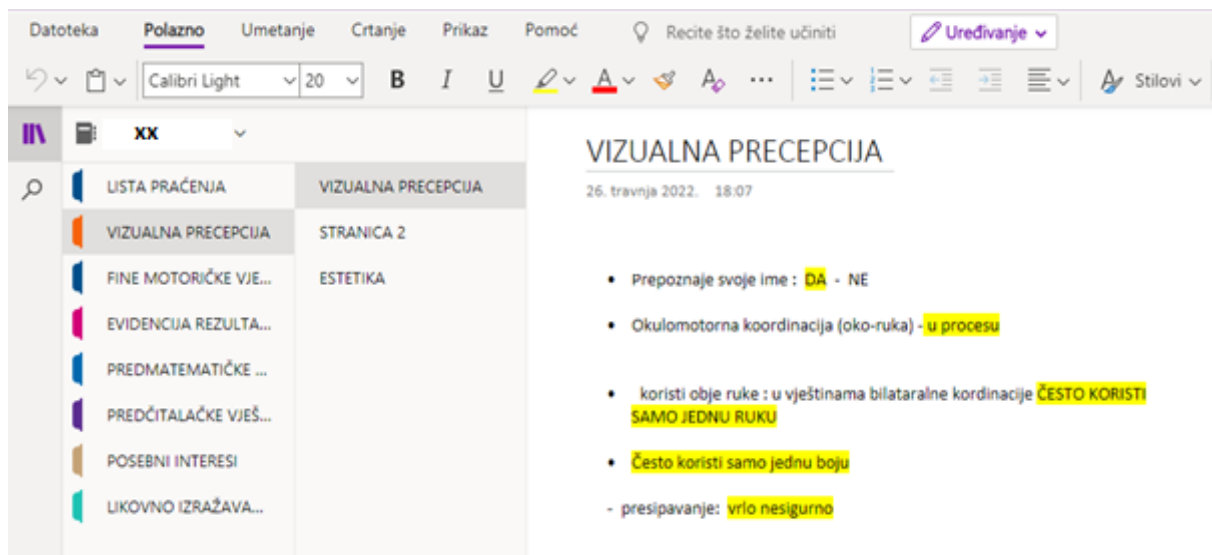 Datoteka Polazno Umetanje Crtanje Prikaz Pomoć Recite što želite učiniti Uređivanje
Calibri Light 20 B I U A A ... A Stilovi
XX
LISTA PRAĆENJA
VIZUALNA PRECEPCIJA
FINE MOTORIČKE VJE...
EVIDENCIJA REZULTA...
PREDMATEMATIČKE ...
PREDČITALAČKE VJEŠ...
POSEBNI INTERESI
LIKOVNO IZRAŽAVA...
VIZUALNA PRECEPCIJA
STRANICA 2
ESTETIKA
VIZUALNA PRECEPCIJA
26. travnja 2022. 18:07
• Prepoznaje svoje ime : DA - NE
• Okulomotorna koordinacija (oko-ruka) - u procesu
• koristi obje ruke : u vještinama bilataralne kordinacije ČESTO KORISTI
SAMO JEDNU RUKU
• Često koristi samo jednu boju
- presipavanje: vrlo nesigurno